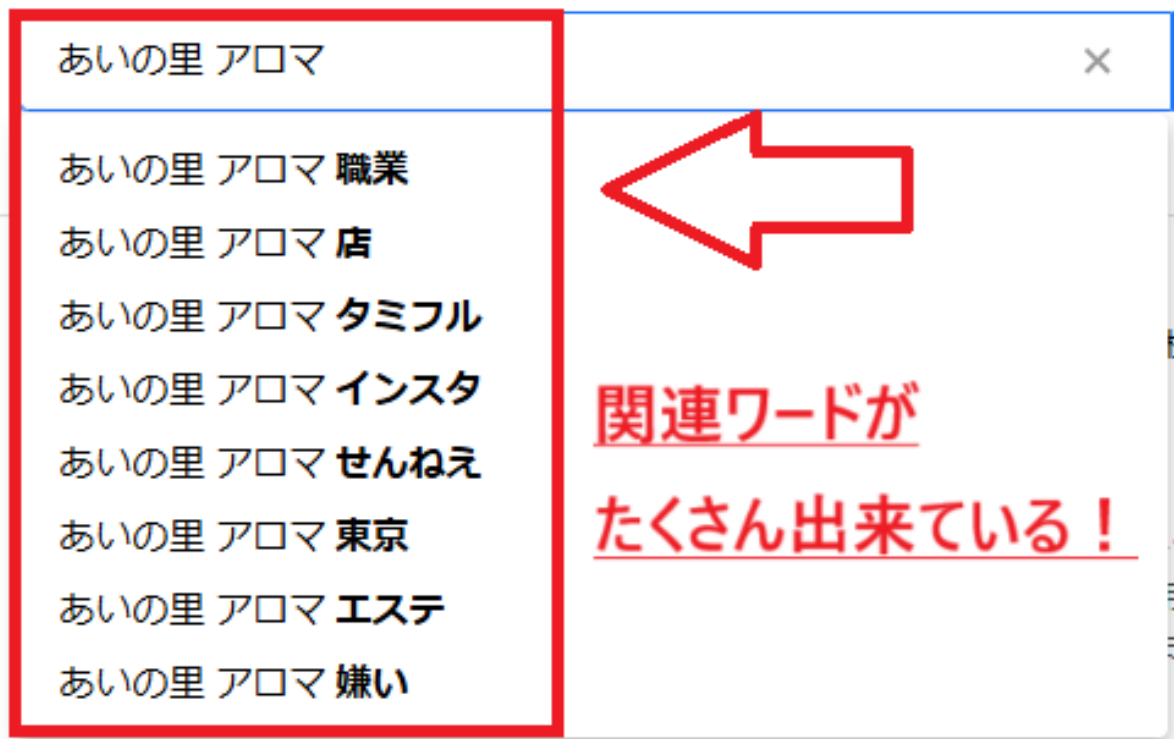 あいの里 アロマ
×
あいの里 アロマ 職業
あいの里 アロマ 店
あいの里 アロマ タミフル
あいの里 アロマ インスタ
あいの里 アロマ せんねえ
あいの里 アロマ 東京
あいの里 アロマ エステ
あいの里 アロマ 嫌い
関連ワードが
たくさん出来ている！